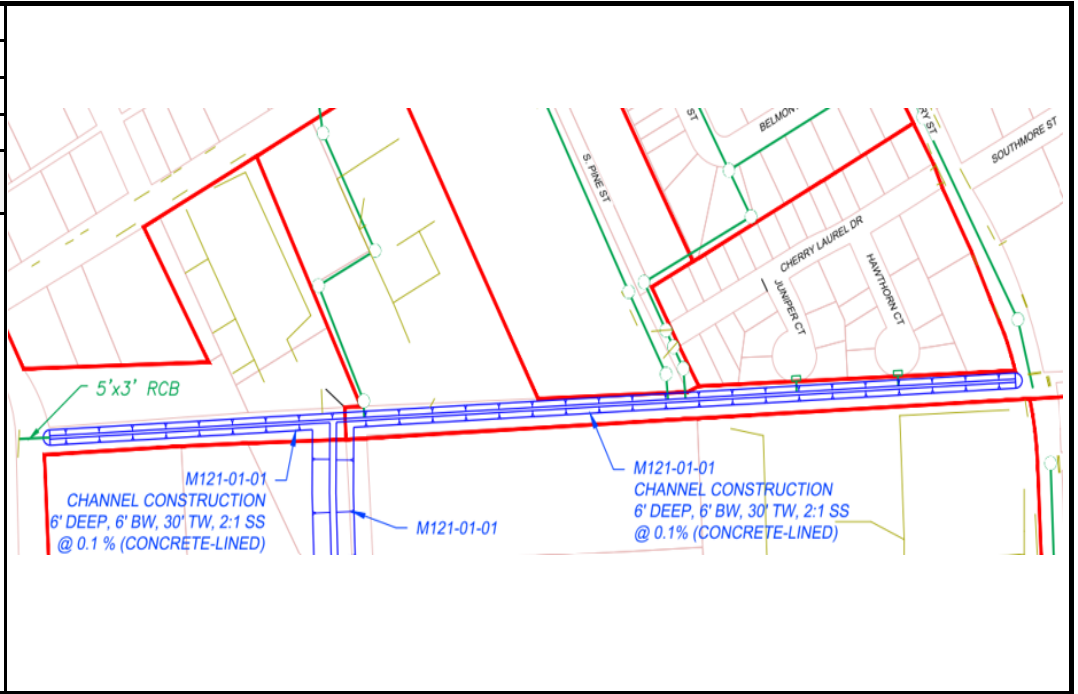 ST
BELMON
RY ST
SOUTHMORE ST
S. PINE ST
CHERRY LAUREL DR
JUNIPER CT
HAWTHORN CT
5'x3' RCB
M121-01-01
CHANNEL CONSTRUCTION
6' DEEP, 6' BW, 30' TW, 2:1 SS
@ 0.1 % (CONCRETE-LINED)
M121-01-01
M121-01-01
CHANNEL CONSTRUCTION
6' DEEP, 6' BW, 30' TW, 2:1 SS
@ 0.1% (CONCRETE-LINED)